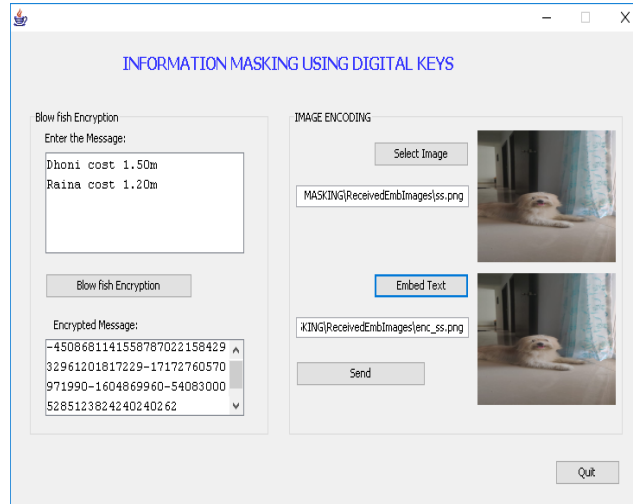 INFORMATION MASKING USING DIGITAL KEYS
Blow fish Encryption
Enter the Message:
Dhoni cost 1.50m
Raina cost 1.20m
Blow fish Encryption
Encrypted Message:
-4508681141558787022158429
32961201817229-17172760570
971990-1604869960-54083000
5285123824240240262
IMAGE ENCODING
Select Image
MASKING\ReceivedEmbImages\ss.png
Embed Text
KING\ReceivedEmbImages\enc_ss.png
Send
Quit